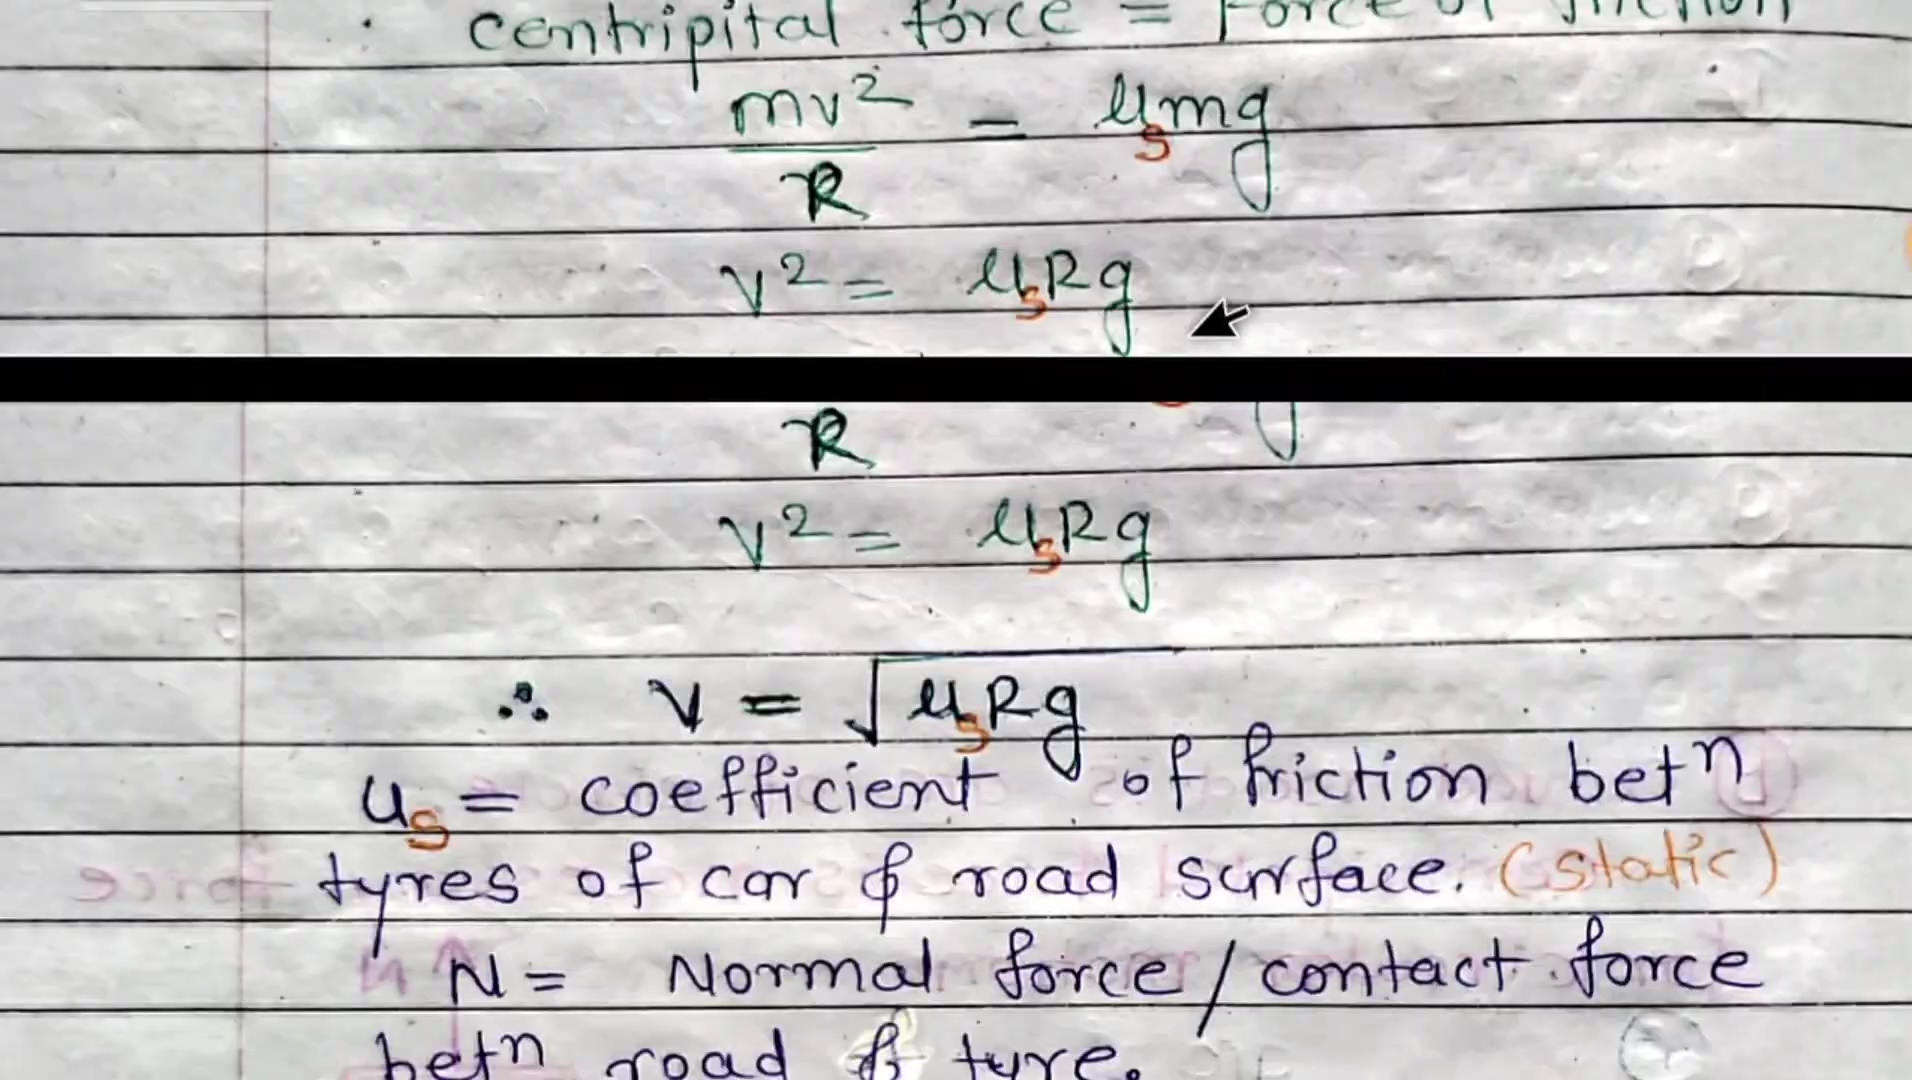 centripital force = Force of friction
mv² / R = μₛmg
v² = μₛRg
R
v² = μₛRg
∴ v = √μₛRg
uₛ = coefficient of friction betⁿ
tyres of car & road surface. (static)
N = Normal force / contact force
betⁿ road & tyre.